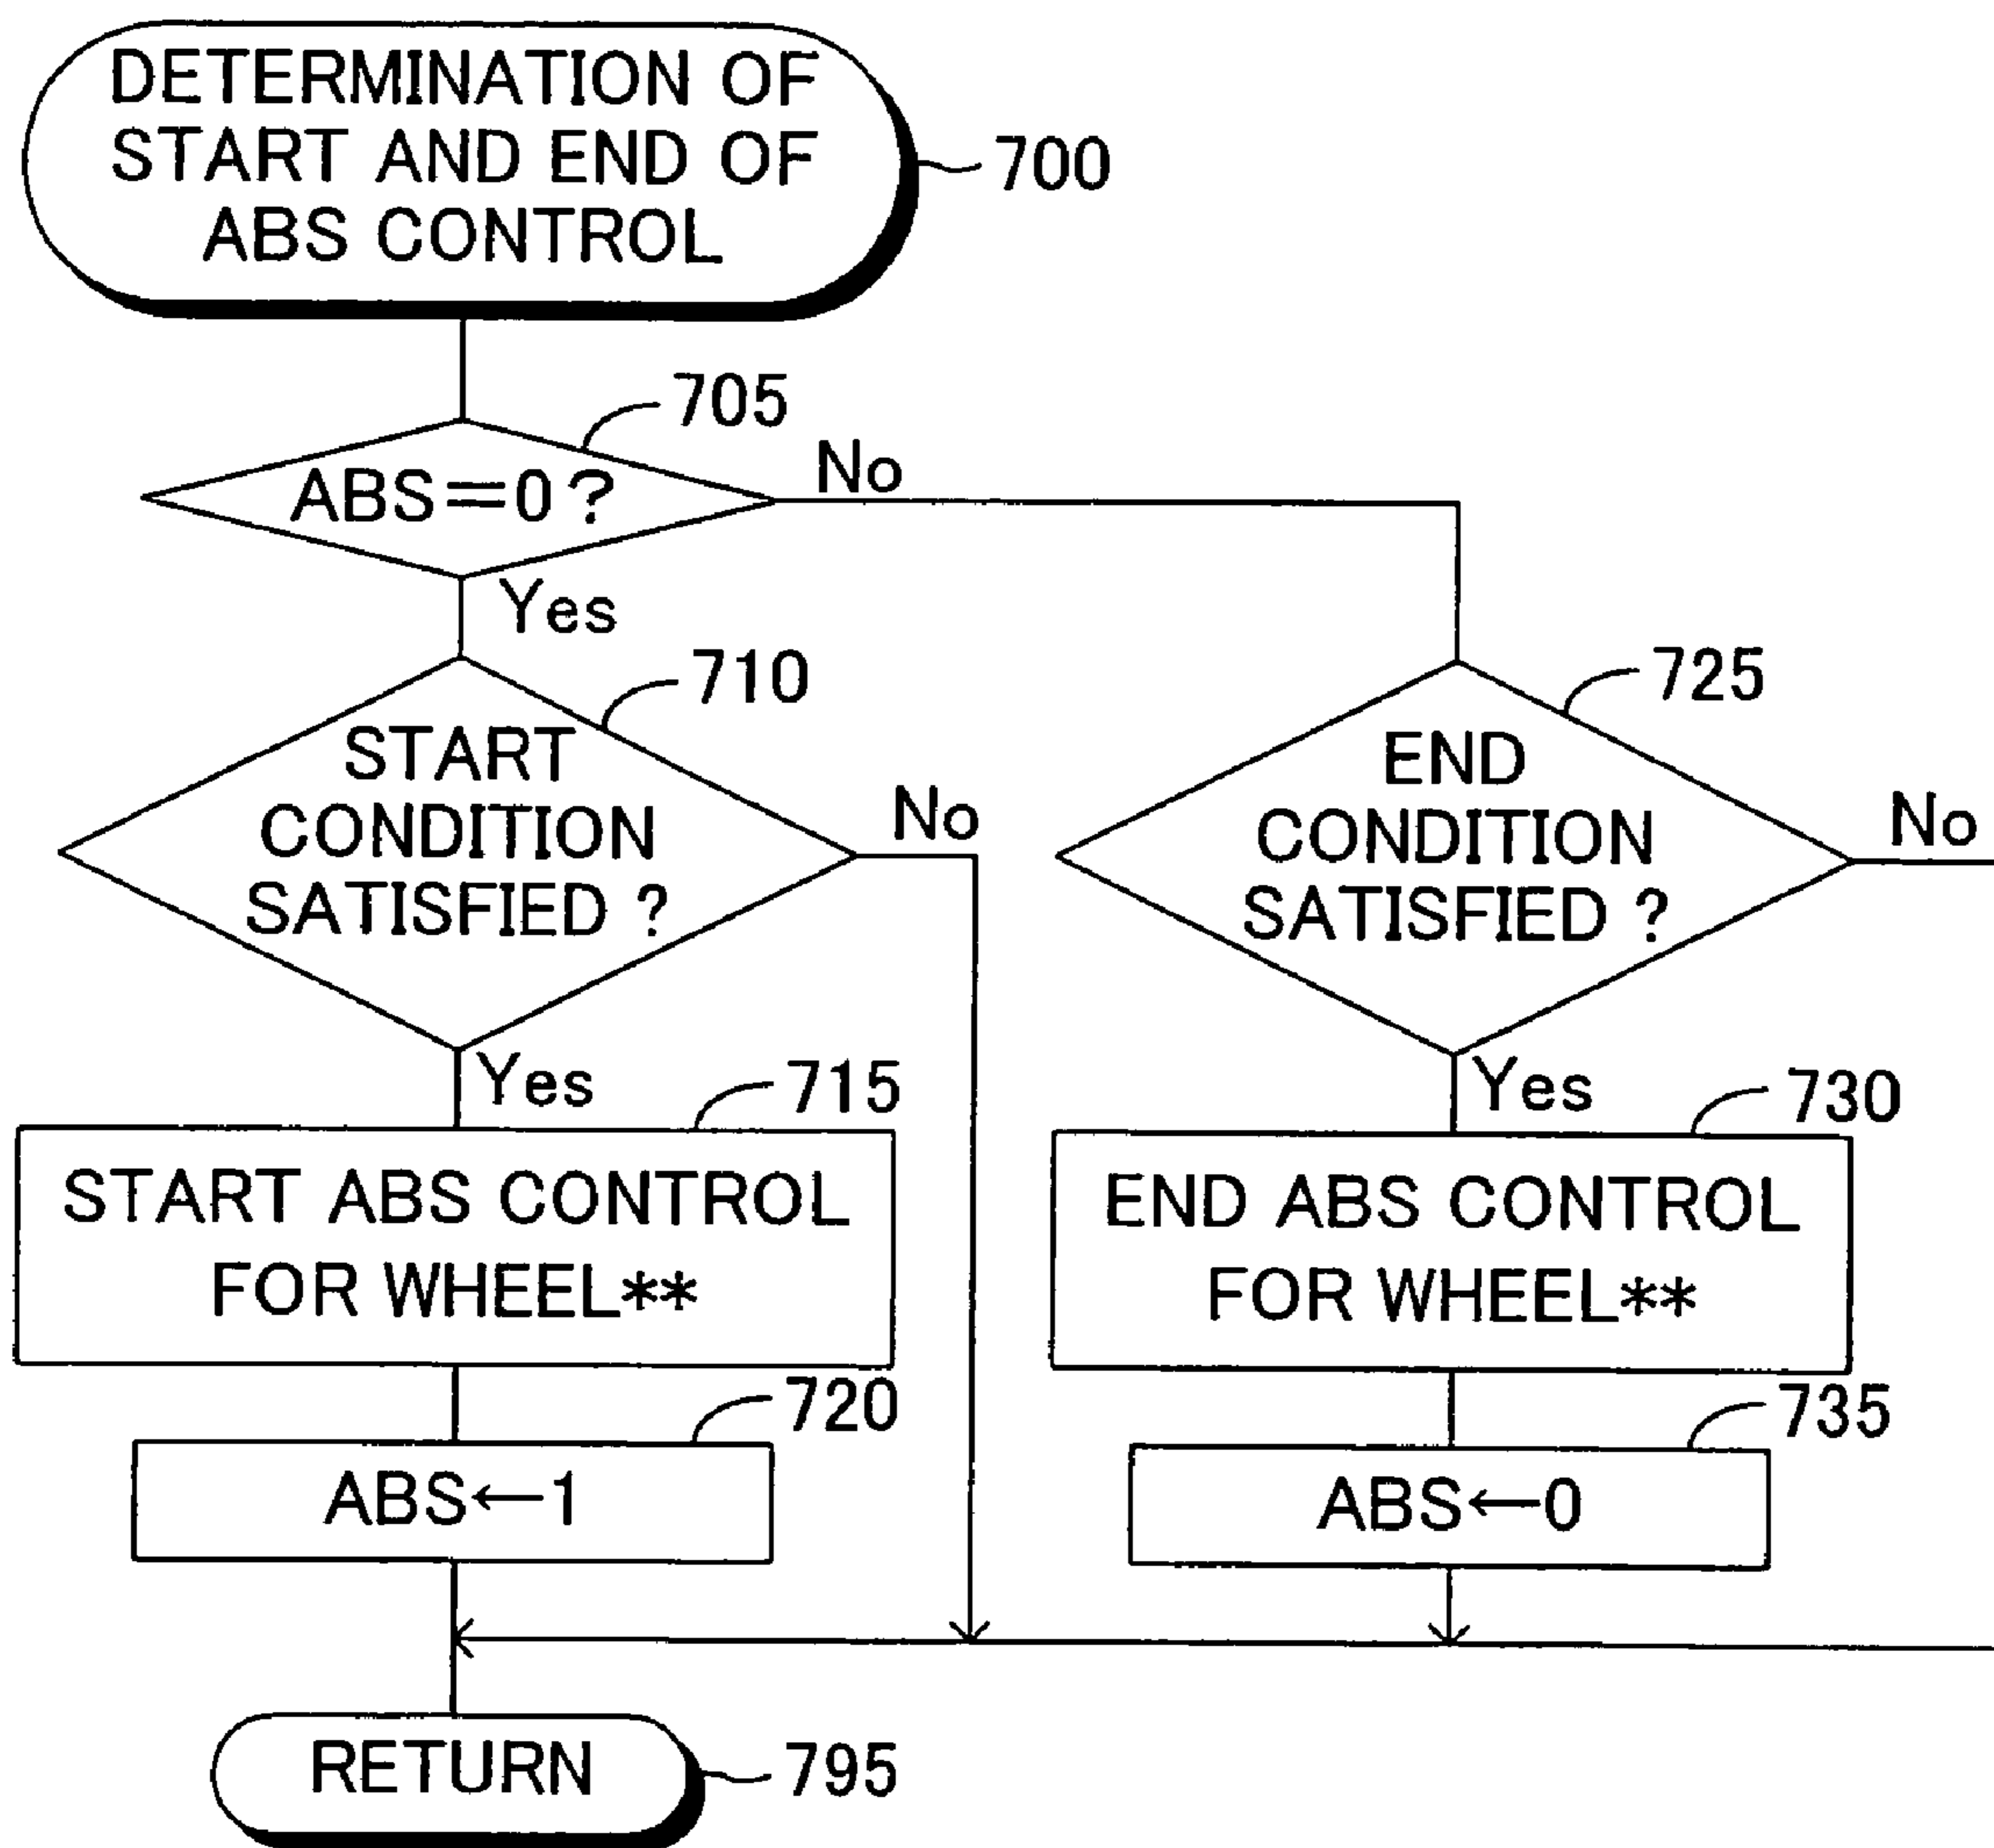 DETERMINATION OF
START AND END OF
ABS CONTROL
700
705
ABS=0?
No
Yes
710
START
CONDITION
SATISFIED ?
No
Yes
725
END
CONDITION
SATISFIED ?
No
Yes
715
START ABS CONTROL
FOR WHEEL**
730
END ABS CONTROL
FOR WHEEL**
720
ABS←1
735
ABS←0
RETURN
795